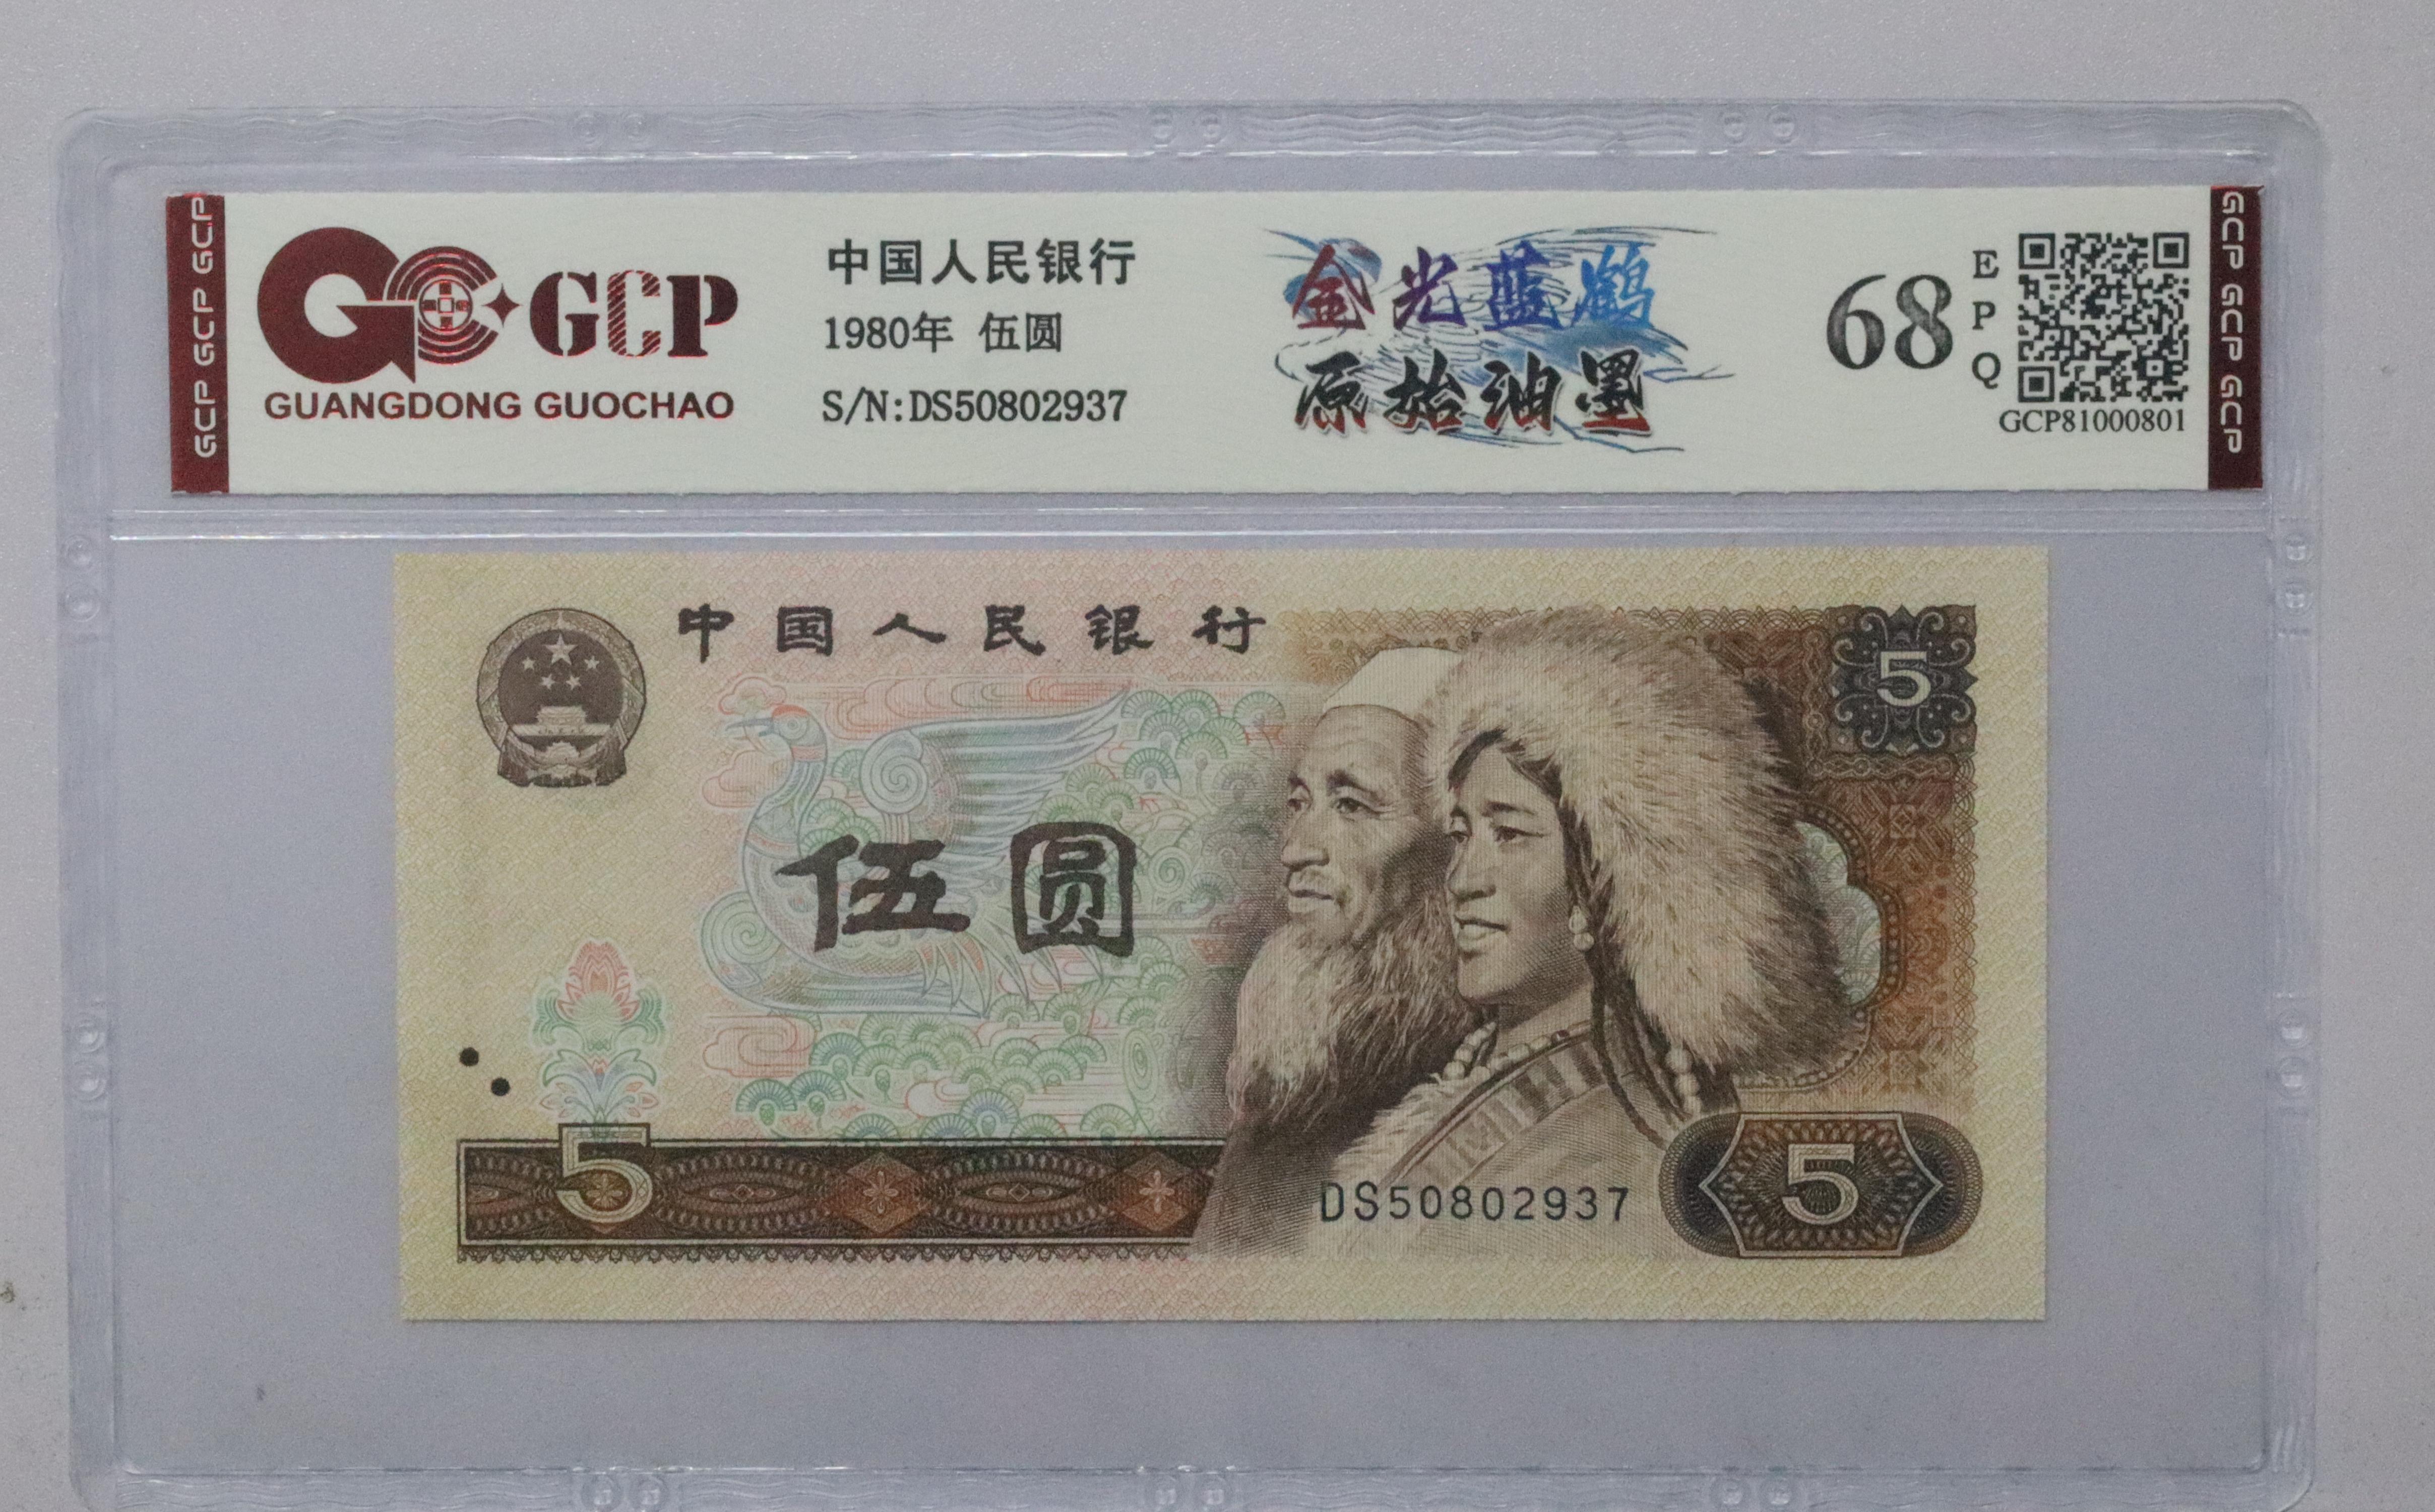 GCP GCP GCP
GCP
GUANGDONG GUOCHAO
中国人民银行
1980年 伍圆
S/N:DS50802937
金光蓝鹤
原始油墨
68
EPQ
GCP81000801
GCP GCP GCP
中国人民银行
5
伍圆
5
DS50802937
5